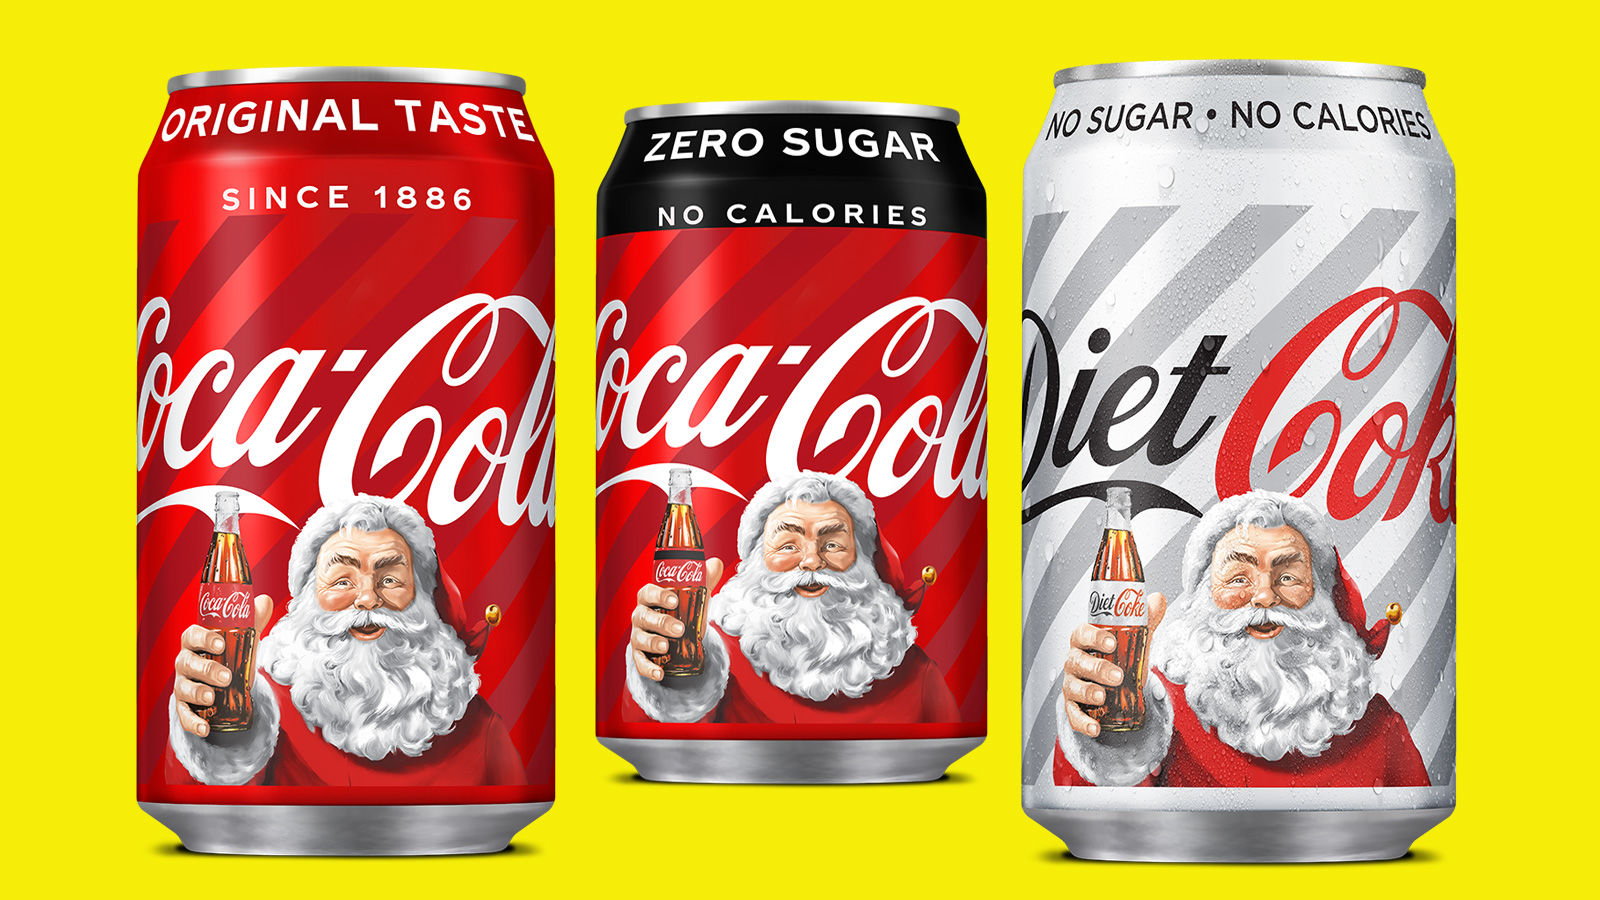 ORIGINAL TASTE
SINCE 1886
Coca-Cola
Coca-Cola
ZERO SUGAR
NO CALORIES
Coca-Cola
Coca-Cola
NO SUGAR • NO CALORIES
Diet Coke
Diet Coke